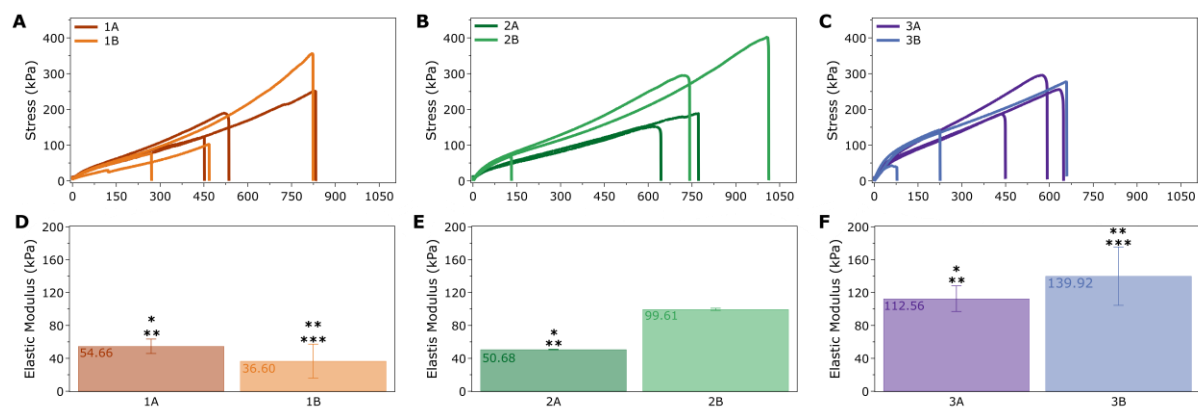 A
1A
1B
Stress (kPa)
400
300
200
100
0
0 150 300 450 600 750 900 1050
B
2A
2B
Stress (kPa)
400
300
200
100
0
0 150 300 450 600 750 900 1050
C
3A
3B
Stress (kPa)
400
300
200
100
0
0 150 300 450 600 750 900 1050
D
Elastic Modulus (kPa)
200
160
120
80
40
0
*
**
54.66
**
***
36.60
1A 1B
E
Elastis Modulus (kPa)
200
160
120
80
40
0
*
**
50.68
99.61
2A 2B
F
Elastic Modulus (kPa)
200
160
120
80
40
0
*
**
112.56
**
***
139.92
3A 3B